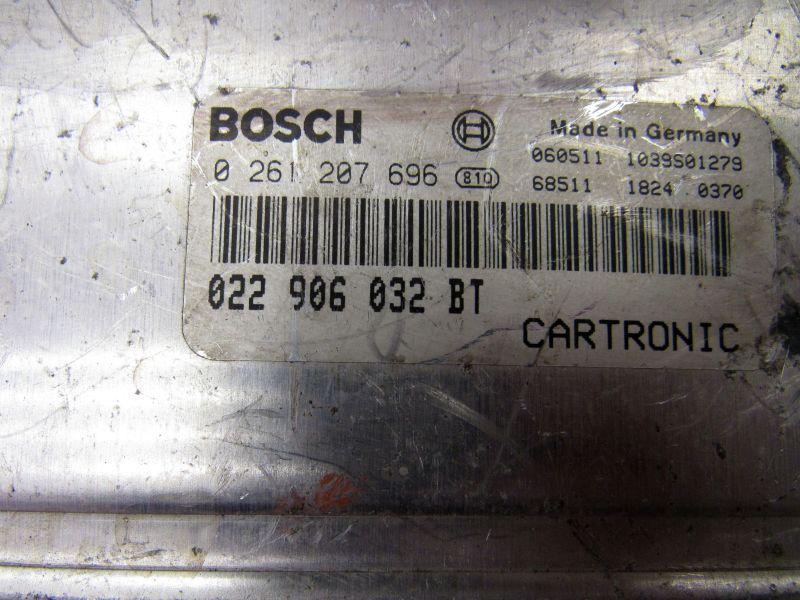 BOSCH Made in Germany
060511 1039S01279
0 261 207 696 810 68511 1824 0370
022 906 032 BT
CARTRONIC